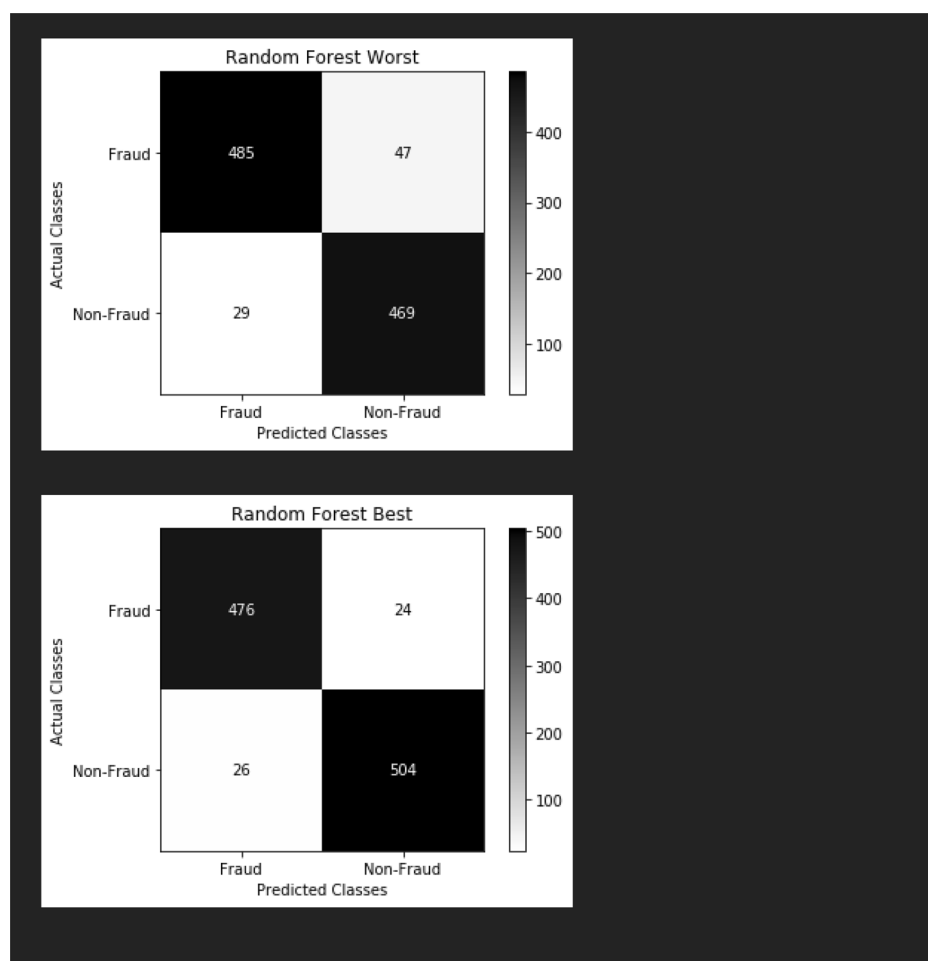 Random Forest Worst
400
Fraud 485 47
300
Actual Classes
200
Non-Fraud 29 469
100
Fraud Non-Fraud
Predicted Classes
Random Forest Best
500
Fraud 476 24
400
300
Actual Classes
200
Non-Fraud 26 504
100
Fraud Non-Fraud
Predicted Classes